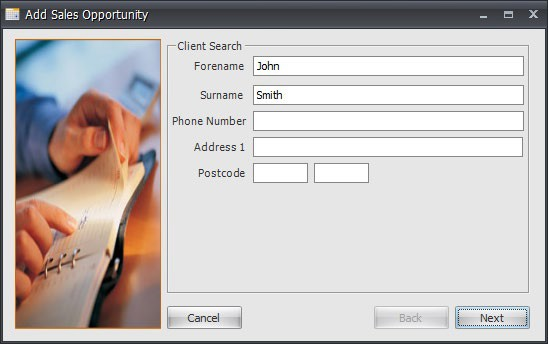 Add Sales Opportunity
Client Search
Forename John
Surname Smith
Phone Number
Address 1
Postcode
Cancel Back Next